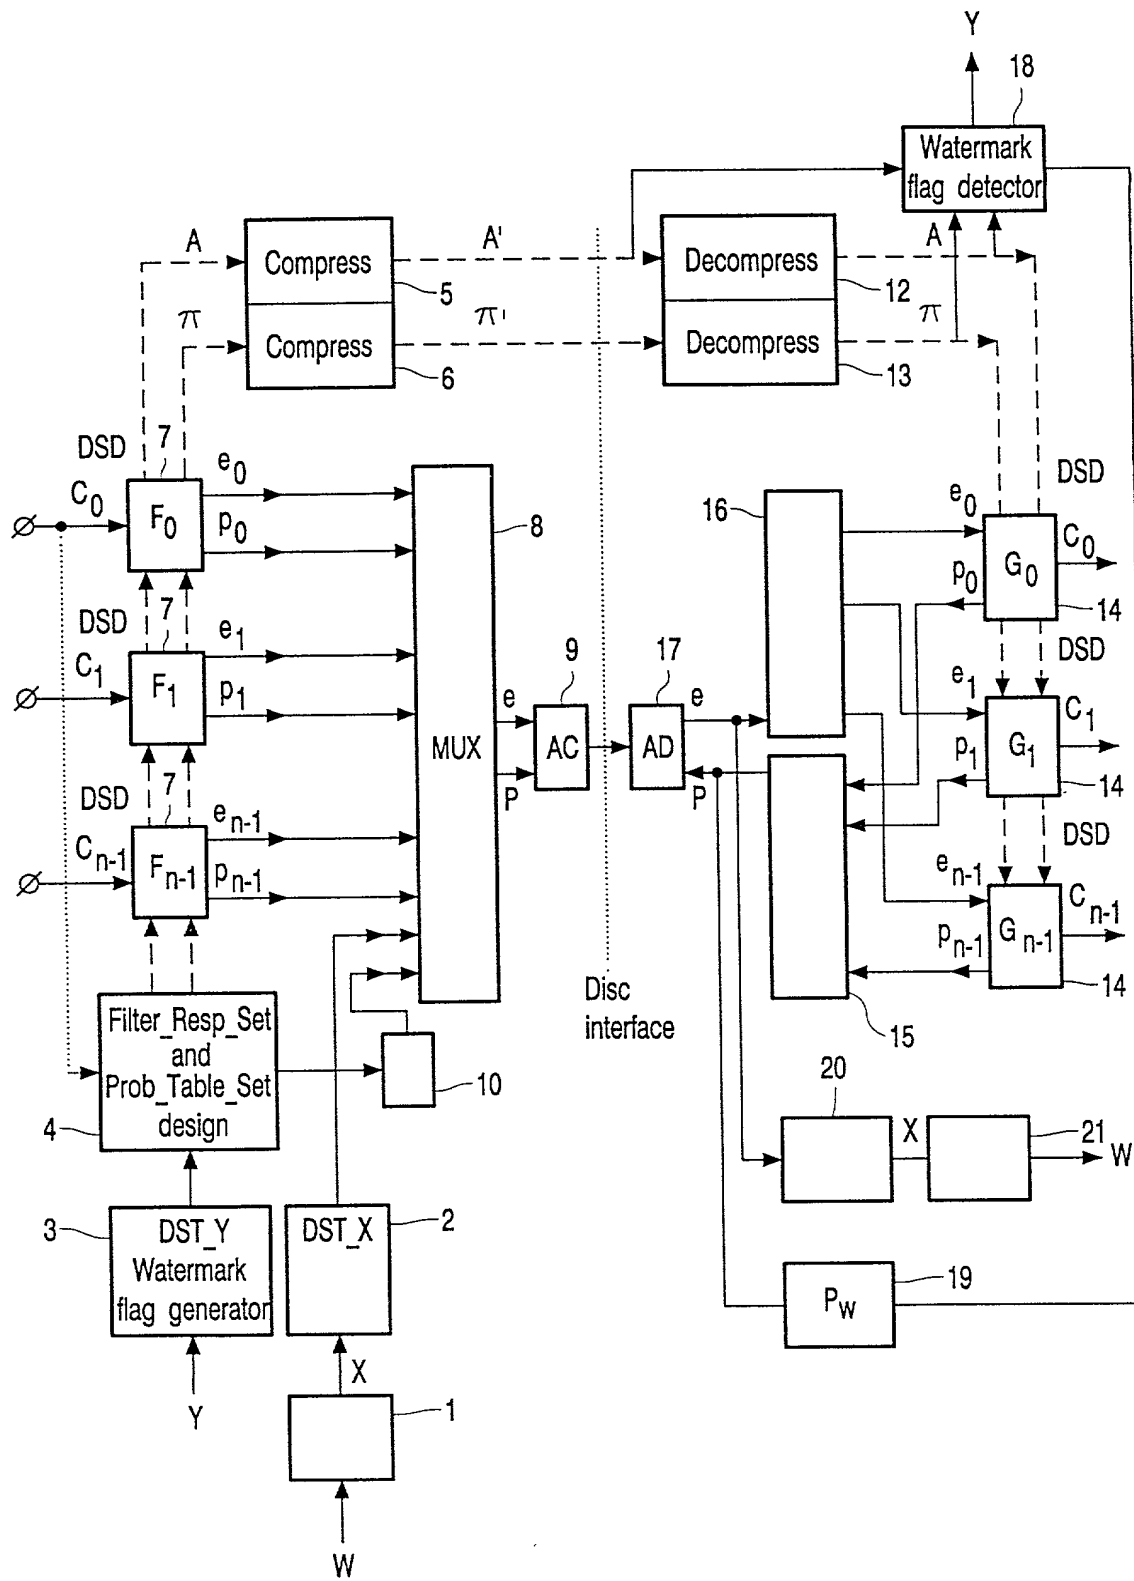 Y
18
Watermark
flag detector
A
Compress
A'
Decompress
A
5
12
π
Compress
π'
Decompress
π
6
13
DSD
7
e0
C0
F0
p0
8
16
e0
DSD
C0
G0
p0
14
DSD
7
e1
C1
F1
p1
MUX
9
17
e
e
AC
AD
P
P
e1
DSD
C1
G1
p1
14
DSD
7
en-1
Cn-1
Fn-1
pn-1
en-1
DSD
Cn-1
Gn-1
pn-1
14
Disc
interface
15
Filter_Resp_Set
and
Prob_Table_Set
design
4
10
20
X
21
W
3
DST_Y
Watermark
flag generator
DST_X
2
19
Pw
Y
X
1
W